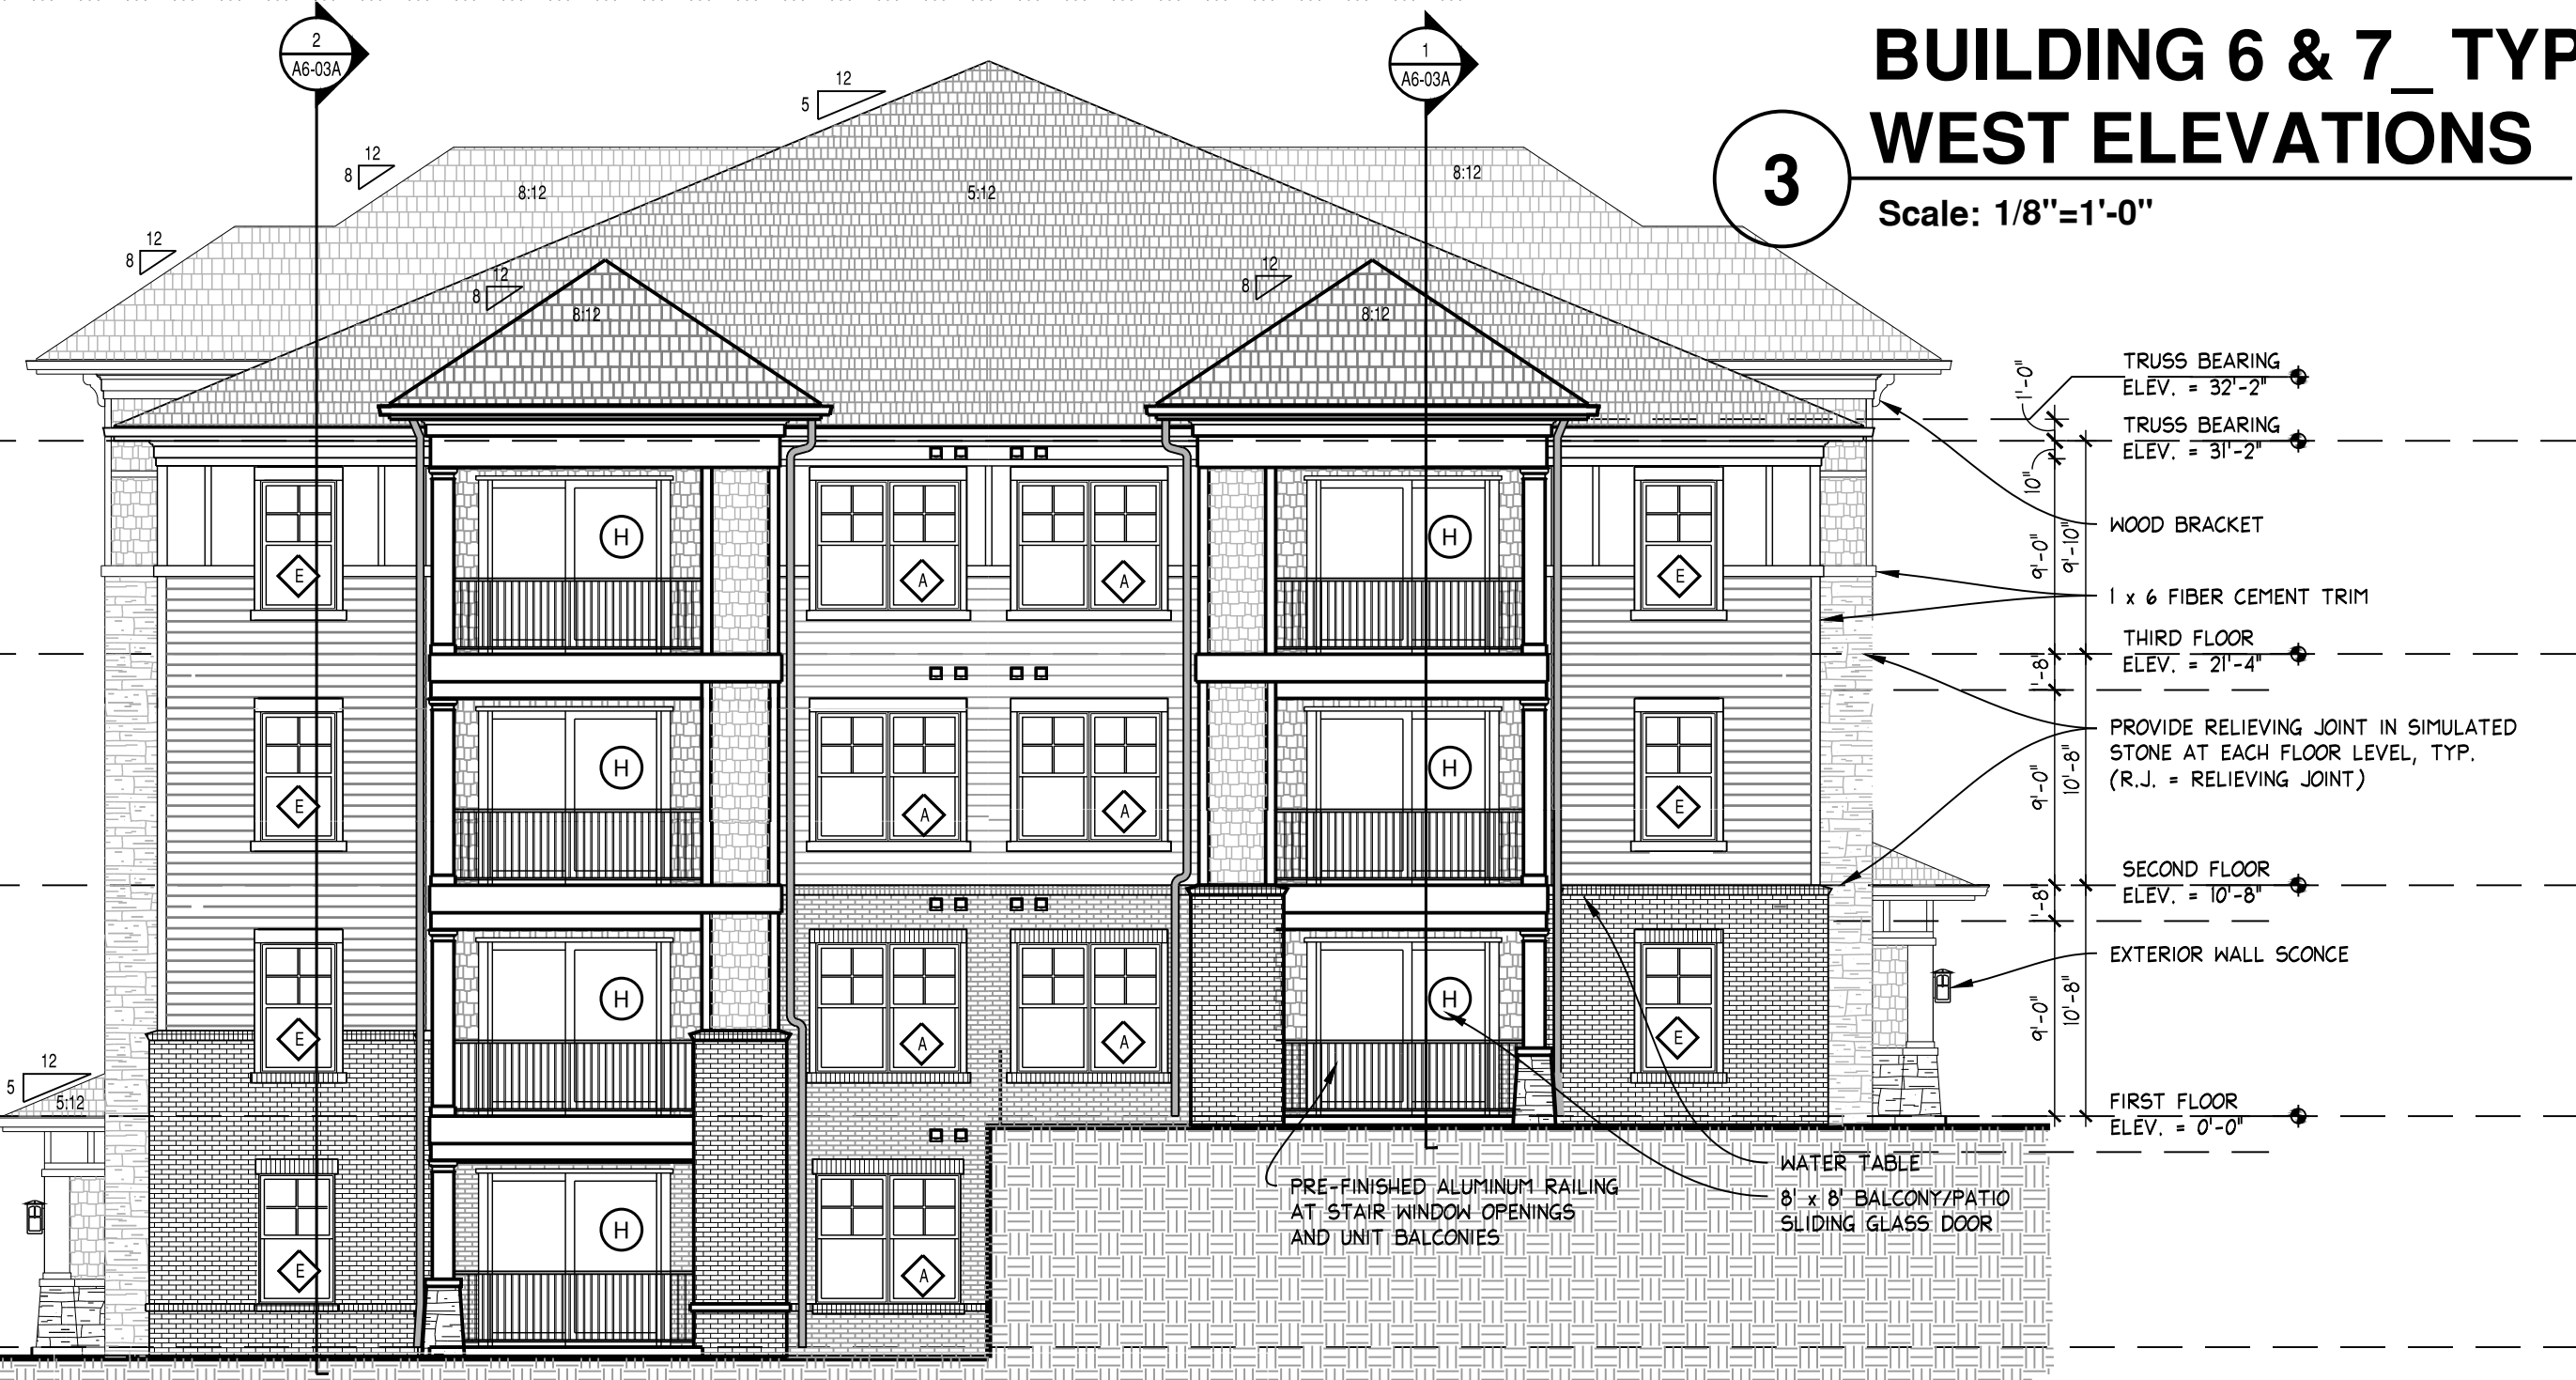 2
A6-03A
1
A6-03A
BUILDING 6 & 7_ TYP
WEST ELEVATIONS
3
Scale: 1/8"=1'-0"
12
5
12
8
8:12
5:12
8:12
12
8
12
8
8:12
12
8
8:12
TRUSS BEARING
ELEV. = 32'-2"
1'-0"
TRUSS BEARING
ELEV. = 31'-2"
10"
WOOD BRACKET
9'-0"
9'-10"
H
H
E
A
A
E
1 x 6 FIBER CEMENT TRIM
THIRD FLOOR
ELEV. = 21'-4"
1'-8"
PROVIDE RELIEVING JOINT IN SIMULATED
STONE AT EACH FLOOR LEVEL, TYP.
(R.J. = RELIEVING JOINT)
H
H
E
A
A
E
9'-0"
10'-8"
SECOND FLOOR
ELEV. = 10'-8"
1'-8"
EXTERIOR WALL SCONCE
H
H
E
A
A
E
9'-0"
10'-8"
12
5
5:12
FIRST FLOOR
ELEV. = 0'-0"
WATER TABLE
PRE-FINISHED ALUMINUM RAILING
AT STAIR WINDOW OPENINGS
AND UNIT BALCONIES
8' x 8' BALCONY/PATIO
SLIDING GLASS DOOR
H
E
A